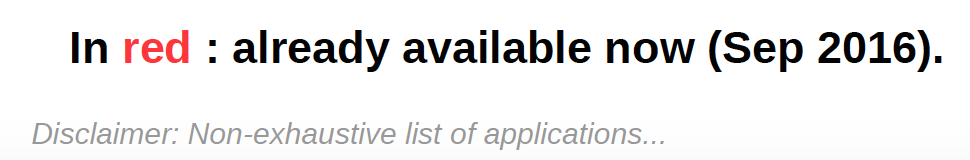 In red : already available now (Sep 2016).
Disclaimer: Non-exhaustive list of applications...